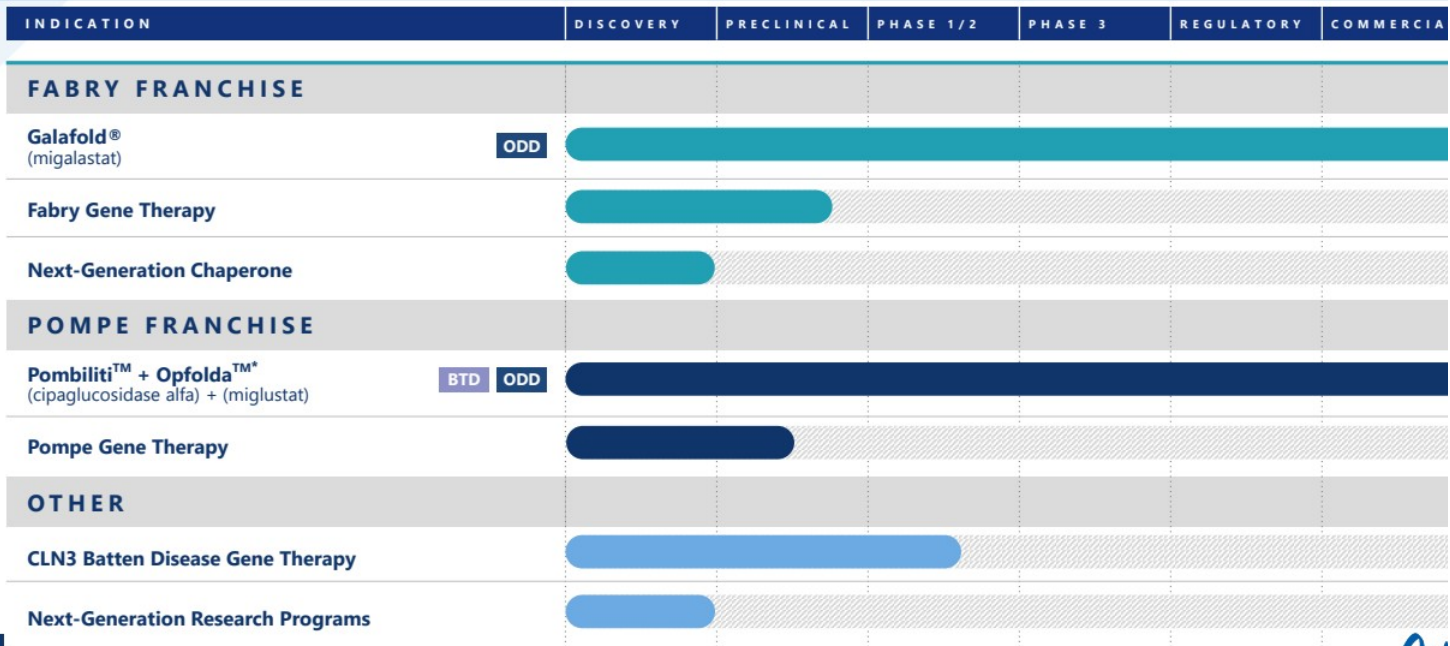 INDICATION DISCOVERY PRECLINICAL PHASE 1/2 PHASE 3 REGULATORY COMMERCIA
FABRY FRANCHISE
Galafold®
(migalastat)
ODD
Fabry Gene Therapy
Next-Generation Chaperone
POMPE FRANCHISE
Pombiliti™ + Opfolda™*
(cipaglucosidase alfa) + (miglustat)
BTD ODD
Pompe Gene Therapy
OTHER
CLN3 Batten Disease Gene Therapy
Next-Generation Research Programs